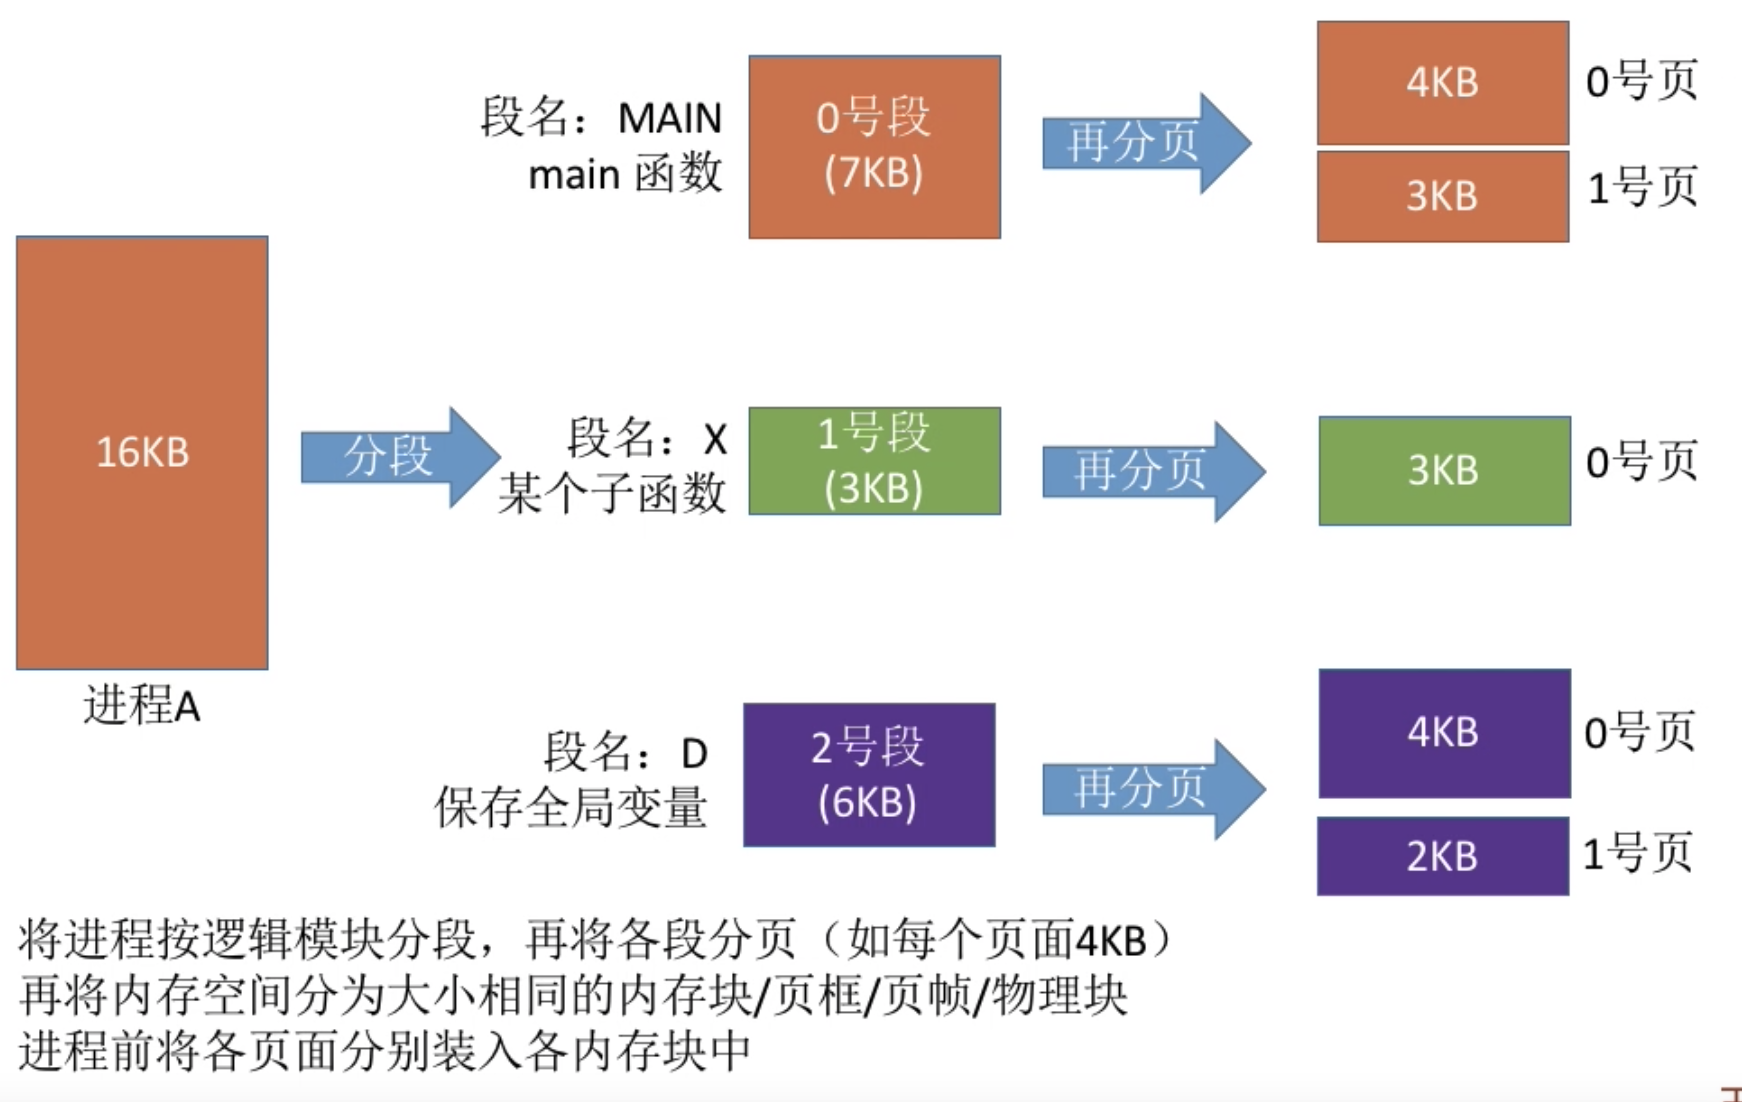 段名：MAIN
main 函数
0号段
(7KB)
再分页
4KB
0号页
3KB
1号页
16KB
进程A
分段
段名：X
某个子函数
1号段
(3KB)
再分页
3KB
0号页
段名：D
保存全局变量
2号段
(6KB)
再分页
4KB
0号页
2KB
1号页
将进程按逻辑模块分段，再将各段分页（如每个页面4KB）
再将内存空间分为大小相同的内存块/页框/页帧/物理块
进程前将各页面分别装入各内存块中